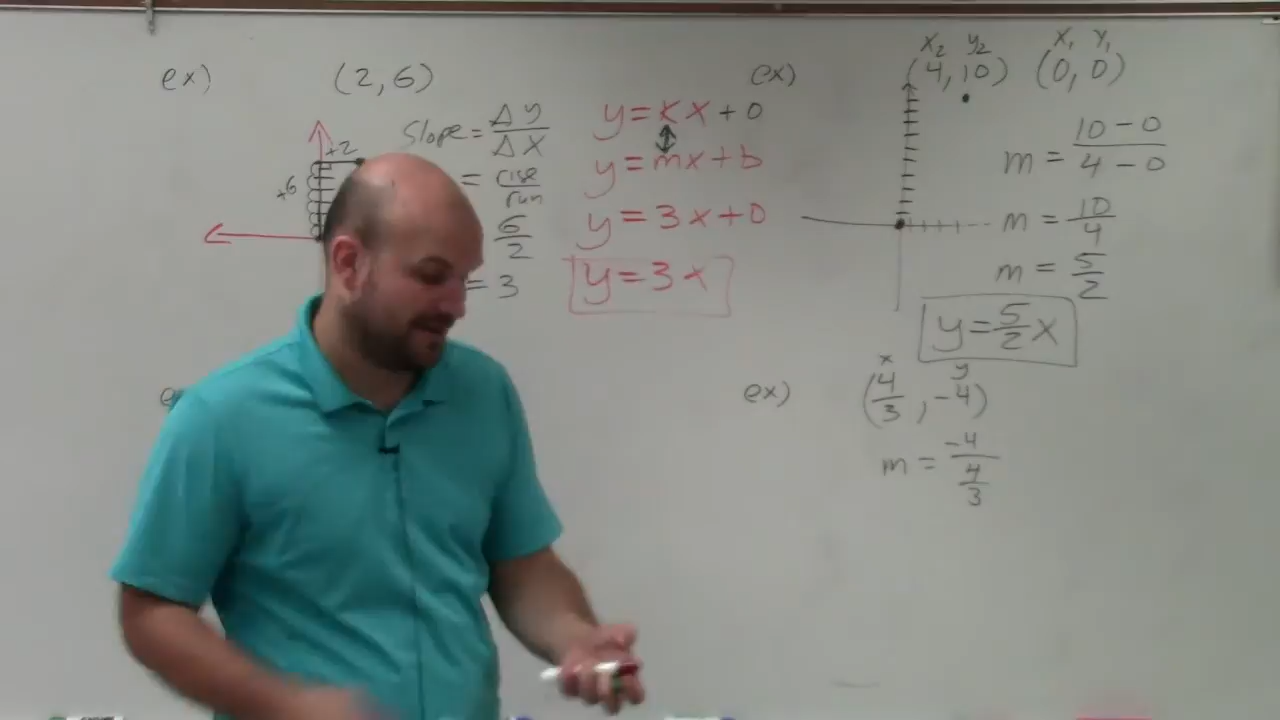 ex) (2, 6)
+2
+6
Slope = Δy/Δx
= rise/run
6/2
= 3
y = kx + 0
y = mx + b
y = 3x + 0
y = 3x
ex) x₂ y₂ x₁ y₁
(4, 10) (0, 0)
m = 10 - 0/4 - 0
m = 10/4
m = 5/2
y = 5/2 x
ex) x y
(4/3, -4)
m = -4/4/3